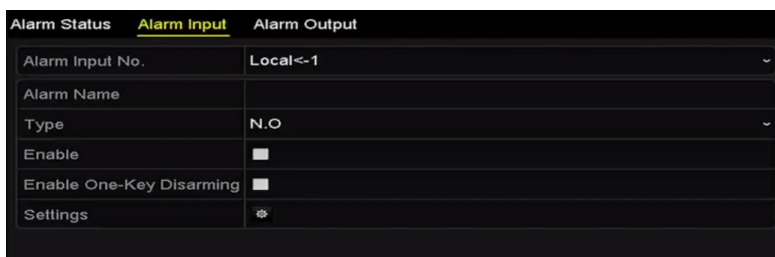 Alarm Status Alarm Input Alarm Output
Alarm Input No. Local<-1
Alarm Name
Type N.O
Enable
Enable One-Key Disarming
Settings